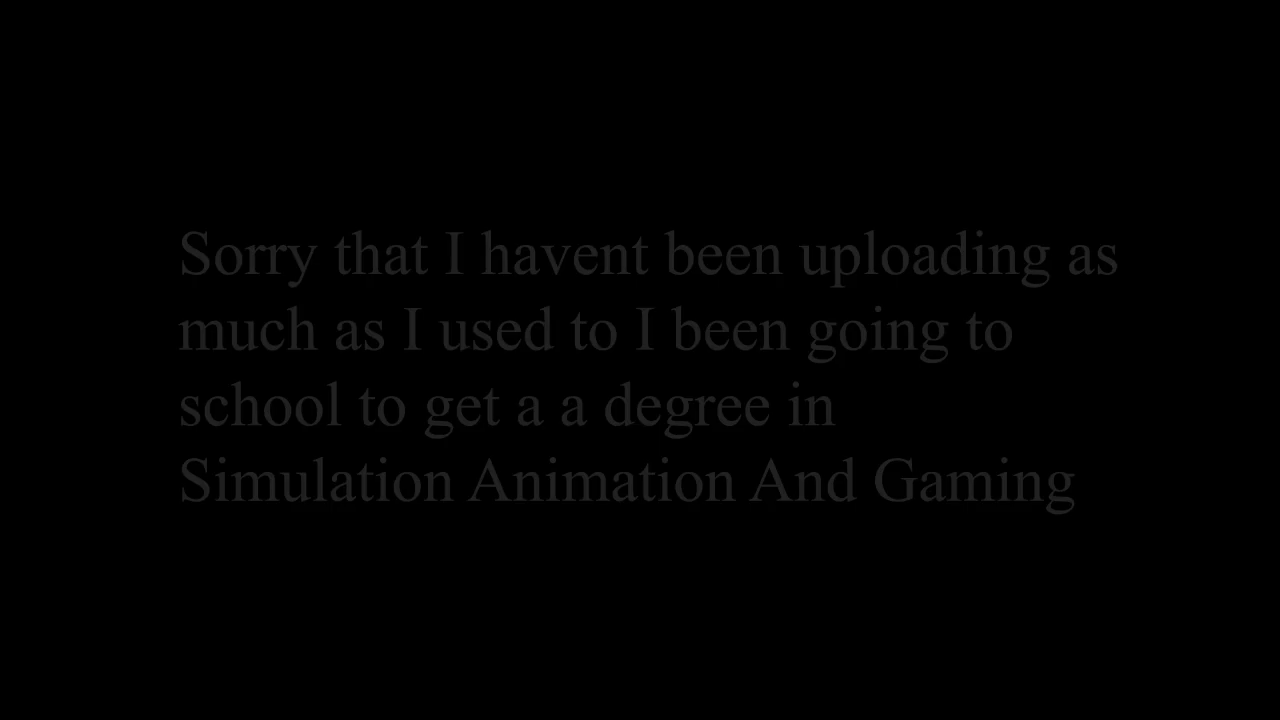 Sorry that I havent been uploading as
much as I used to I been going to
school to get a a degree in
Simulation Animation And Gaming